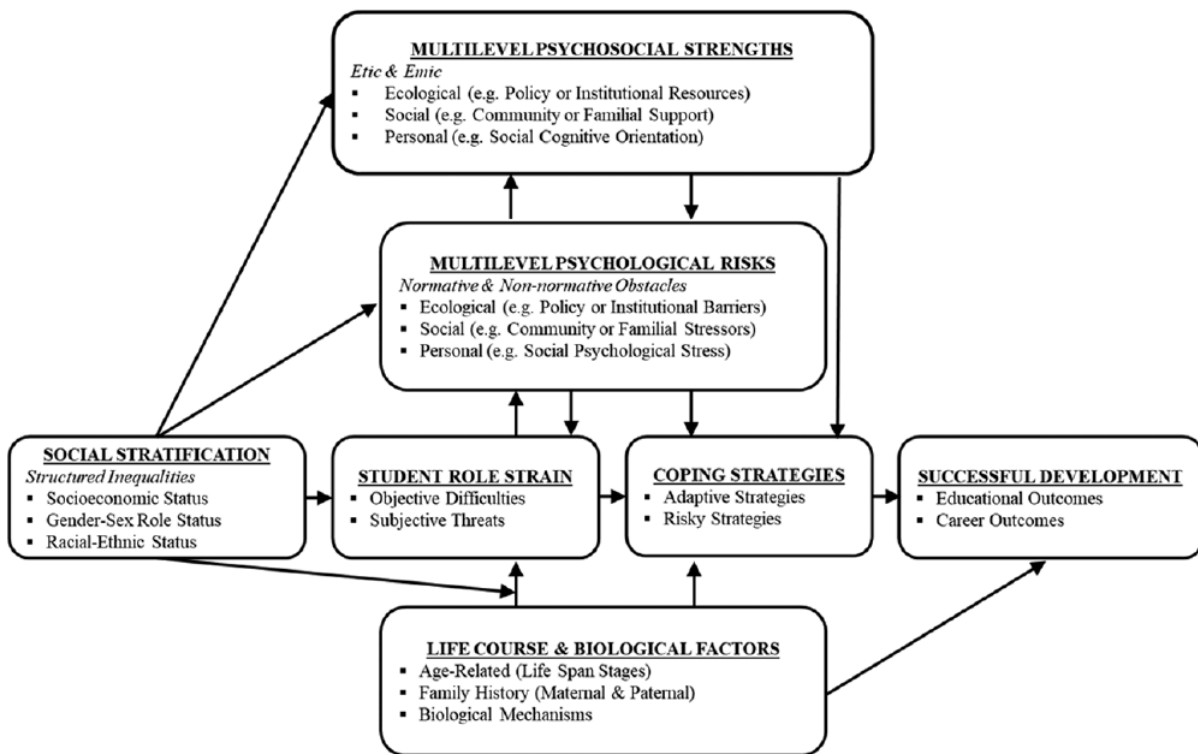 MULTILEVEL PSYCHOSOCIAL STRENGTHS
Etic & Emic
▪ Ecological (e.g. Policy or Institutional Resources)
▪ Social (e.g. Community or Familial Support)
▪ Personal (e.g. Social Cognitive Orientation)
MULTILEVEL PSYCHOLOGICAL RISKS
Normative & Non-normative Obstacles
▪ Ecological (e.g. Policy or Institutional Barriers)
▪ Social (e.g. Community or Familial Stressors)
▪ Personal (e.g. Social Psychological Stress)
SOCIAL STRATIFICATION
Structured Inequalities
▪ Socioeconomic Status
▪ Gender-Sex Role Status
▪ Racial-Ethnic Status
STUDENT ROLE STRAIN
▪ Objective Difficulties
▪ Subjective Threats
COPING STRATEGIES
▪ Adaptive Strategies
▪ Risky Strategies
SUCCESSFUL DEVELOPMENT
▪ Educational Outcomes
▪ Career Outcomes
LIFE COURSE & BIOLOGICAL FACTORS
▪ Age-Related (Life Span Stages)
▪ Family History (Maternal & Paternal)
▪ Biological Mechanisms